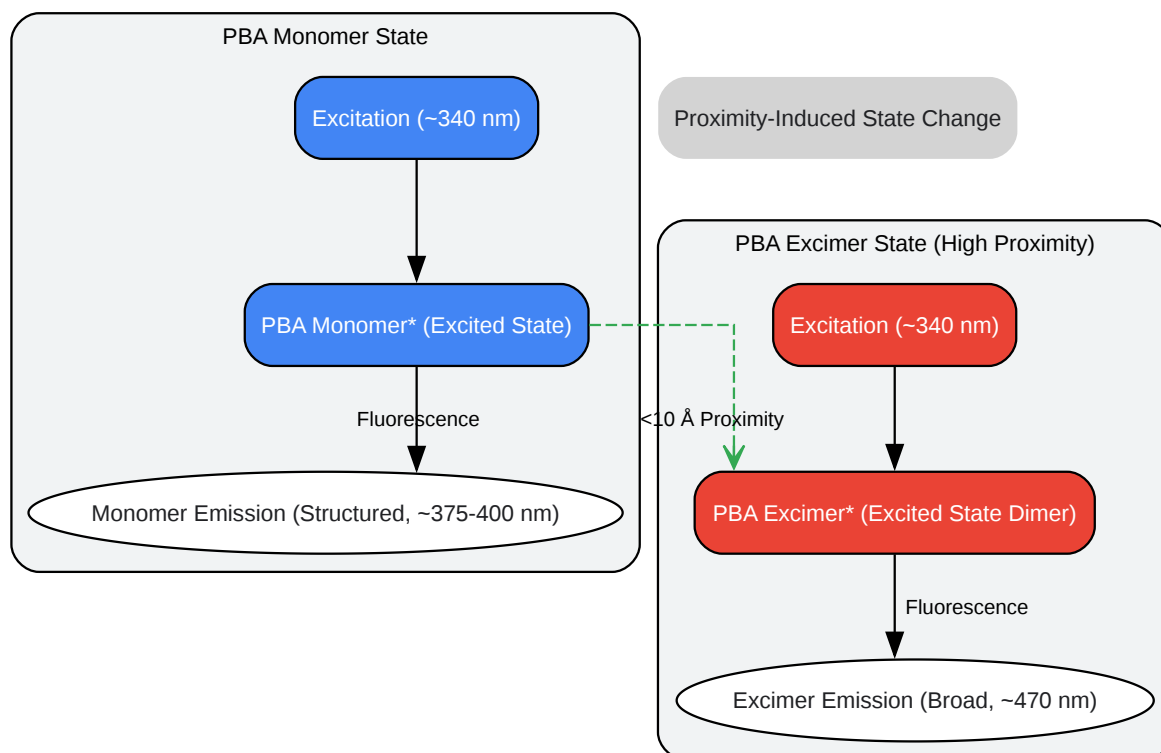 PBA Monomer State
Excitation (~340 nm)
Proximity-Induced State Change
PBA Excimer State (High Proximity)
PBA Monomer* (Excited State)
Excitation (~340 nm)
Fluorescence
<10 Å Proximity
Monomer Emission (Structured, ~375-400 nm)
PBA Excimer* (Excited State Dimer)
Fluorescence
Excimer Emission (Broad, ~470 nm)